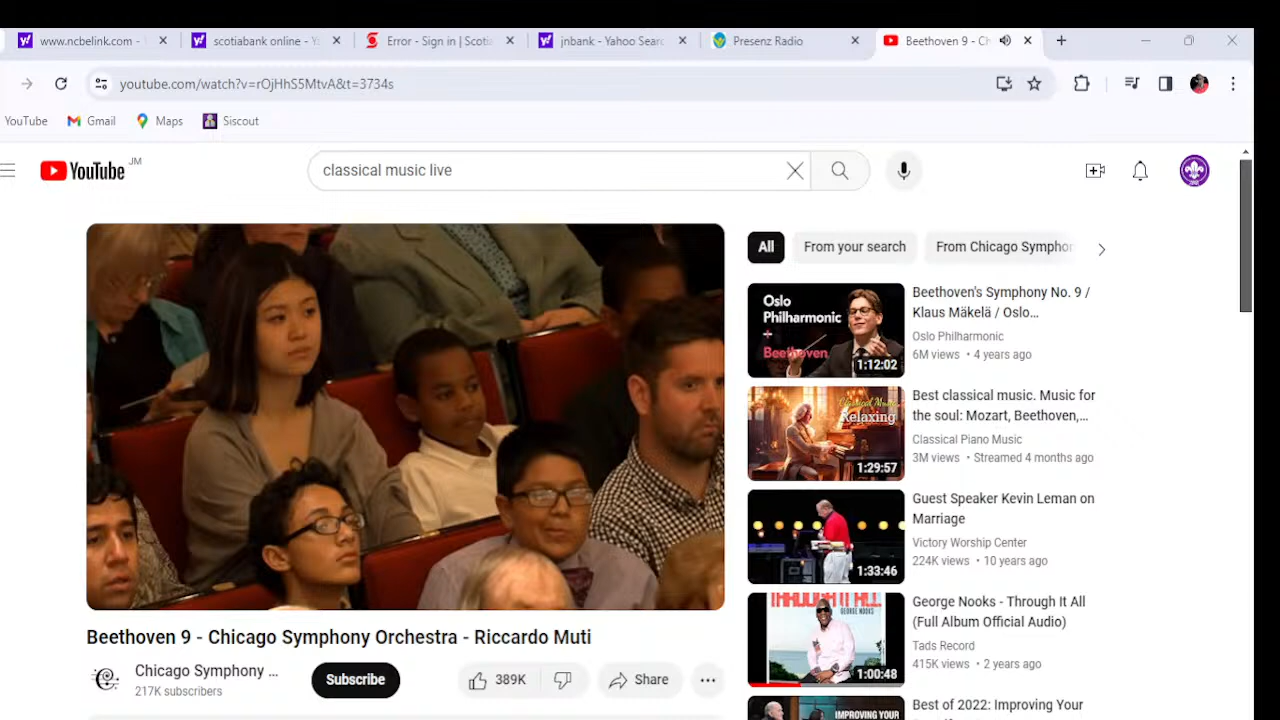 www.ncbelink.com -
scotiabank online - Ya
Error - Sign in | Scotia
jnbank - Yahoo Searc
Presenz Radio
Beethoven 9 - Ch
youtube.com/watch?v=rOjHhS5MtvA&t=3734s
YouTube
Gmail
Maps
Siscout
YouTube JM
classical music live
All
From your search
From Chicago Symphon
Oslo
Philharmonic
+
Beethoven
1:12:02
Beethoven's Symphony No. 9 /
Klaus Mäkelä / Oslo...
Oslo Philharmonic
6M views • 4 years ago
Classical Music
Relaxing
1:29:57
Best classical music. Music for
the soul: Mozart, Beethoven,...
Classical Piano Music
3M views • Streamed 4 months ago
1:33:46
Guest Speaker Kevin Leman on
Marriage
Victory Worship Center
224K views • 10 years ago
THROUGH IT ALL
GEORGE NOOKS
1:00:48
George Nooks - Through It All
(Full Album Official Audio)
Tads Record
415K views • 2 years ago
IMPROVING YOUR
Best of 2022: Improving Your
Beethoven 9 - Chicago Symphony Orchestra - Riccardo Muti
Chicago Symphony ...
217K subscribers
Subscribe
389K
Share